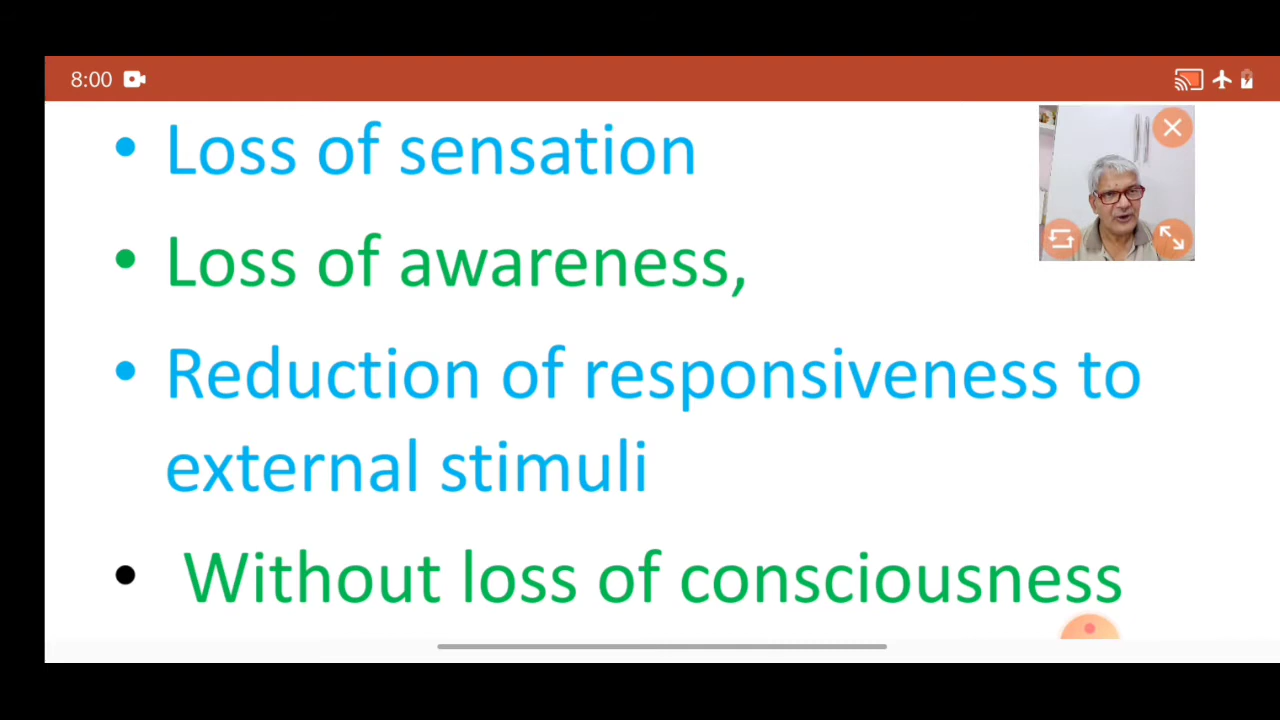 8:00
• Loss of sensation
• Loss of awareness,
• Reduction of responsiveness to
external stimuli
• Without loss of consciousness